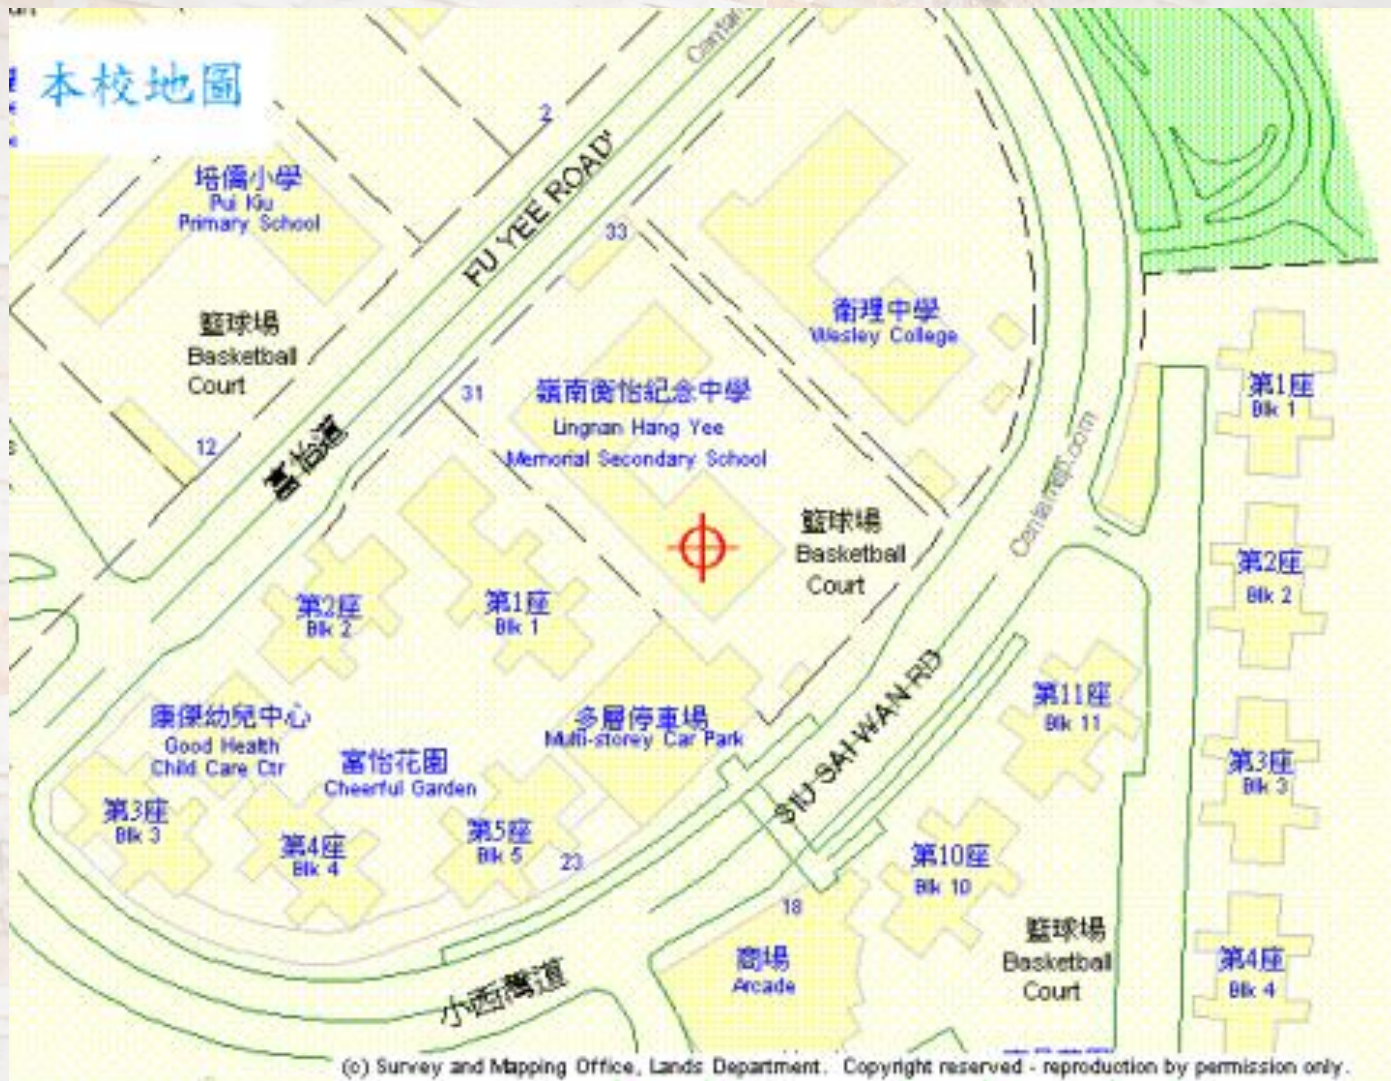 本校地圖
2
培僑小學
Pui Kiu
Primary School
FU YEE ROAD
33
籃球場
Basketball
Court
衛理中學
Wesley College
31
嶺南衡怡紀念中學
Lingnan Hang Yee
Memorial Secondary School
12
富怡道
第1座
Blk 1
Centamap.com
籃球場
Basketball
Court
第2座
Blk 2
第2座
Blk 2
第1座
Blk 1
SIU SAI WAN RD
第11座
Blk 11
康傑幼兒中心
Good Health
Child Care Ctr
多層停車場
Multi-storey Car Park
富怡花園
Cheerful Garden
第3座
Blk 3
第3座
Blk 3
第4座
Blk 4
第5座
Blk 5
23
第10座
Blk 10
18
商場
Arcade
籃球場
Basketball
Court
第4座
Blk 4
小西灣道
(c) Survey and Mapping Office, Lands Department. Copyright reserved - reproduction by permission only.